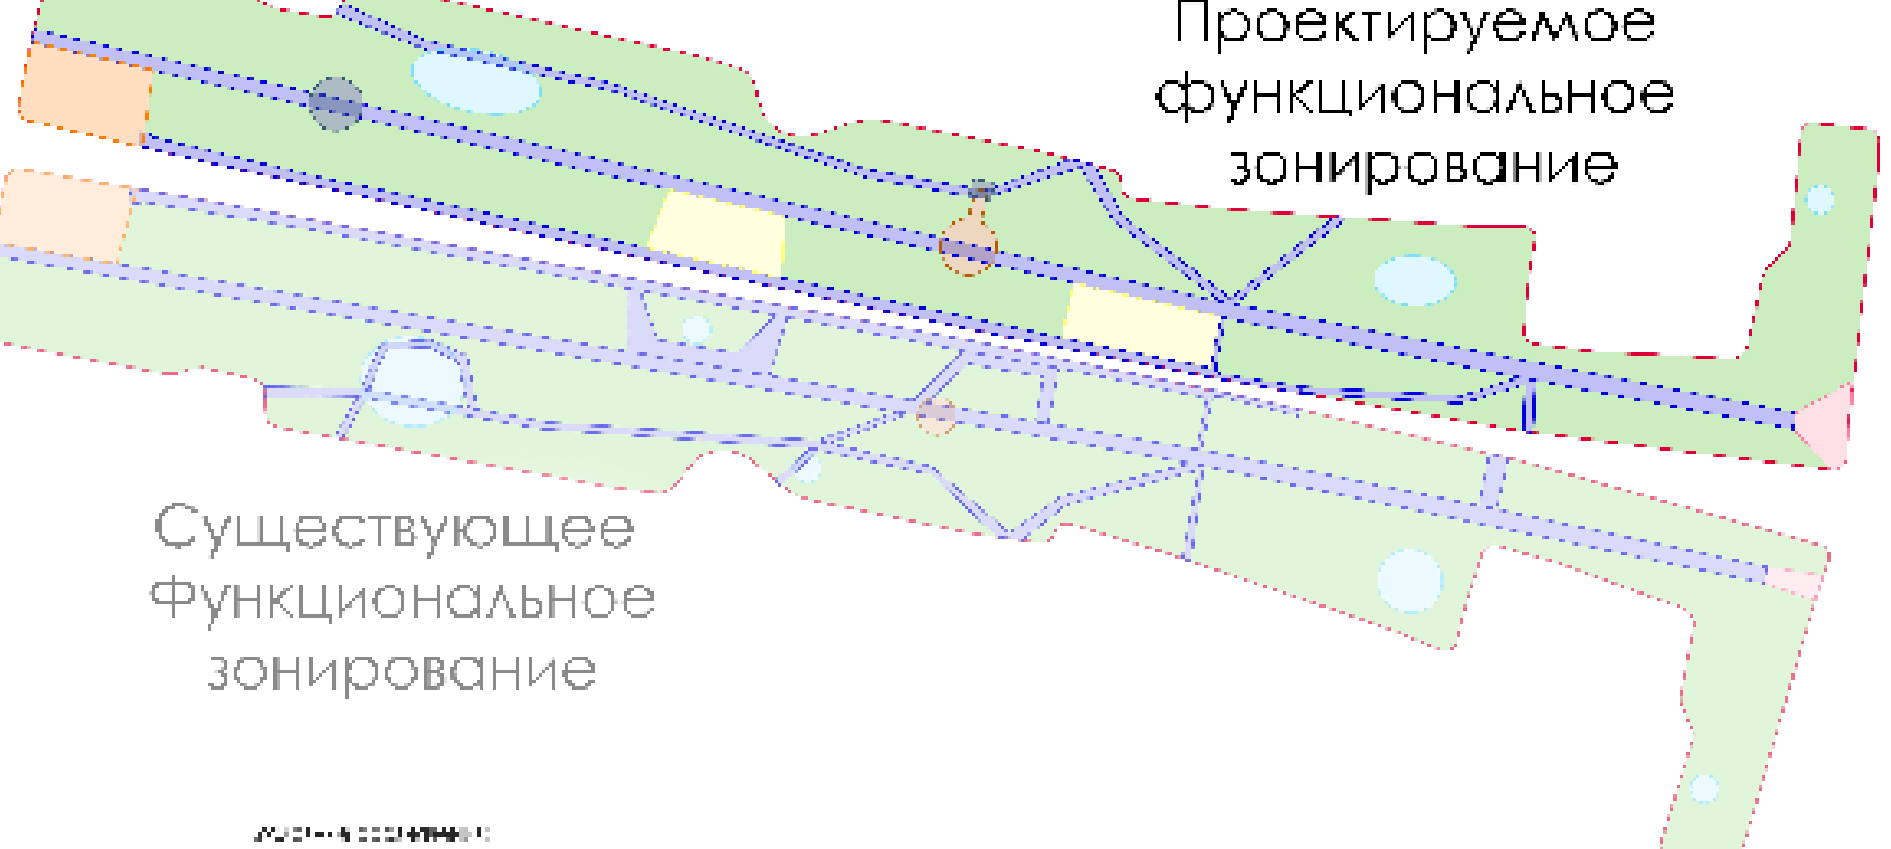 Проектируемое
функциональное
зонирование
Существующее
Функциональное
зонирование